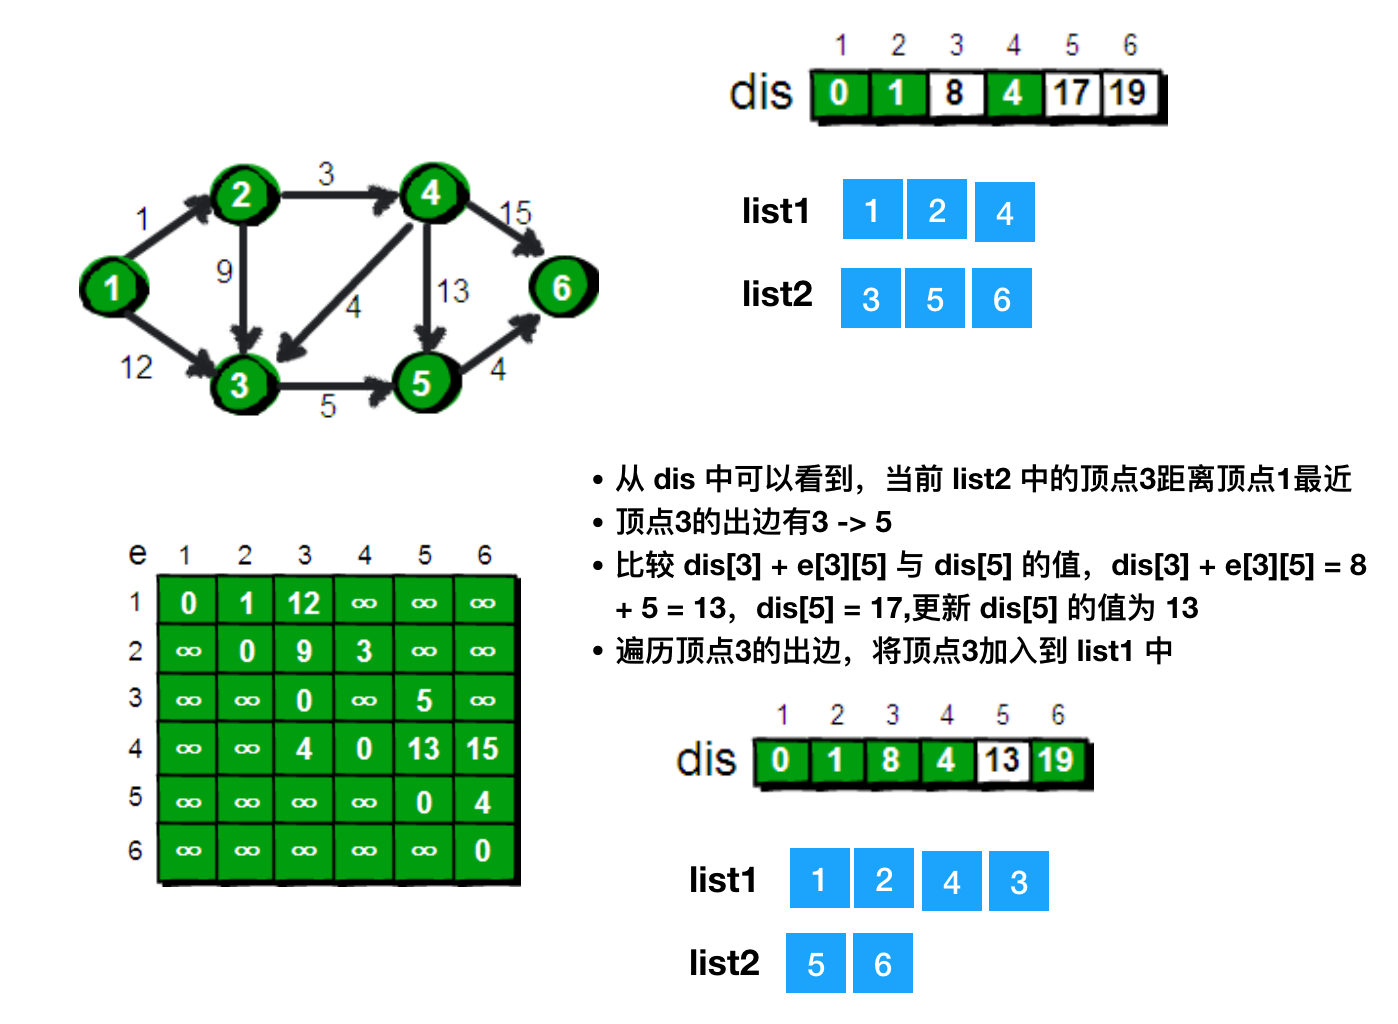 1 2 3 4 5 6
dis 0 1 8 4 17 19
list1 1 2 4
list2 3 5 6
2 3 4
1 15
9
1 13 6
4
12
3 5 4
5
• 从 dis 中可以看到，当前 list2 中的顶点3距离顶点1最近
• 顶点3的出边有3 -> 5
• 比较 dis[3] + e[3][5] 与 dis[5] 的值，dis[3] + e[3][5] = 8
+ 5 = 13，dis[5] = 17,更新 dis[5] 的值为 13
• 遍历顶点3的出边，将顶点3加入到 list1 中
e 1 2 3 4 5 6
1 0 1 12 ∞ ∞ ∞
2 ∞ 0 9 3 ∞ ∞
3 ∞ ∞ 0 ∞ 5 ∞
4 ∞ ∞ 4 0 13 15
5 ∞ ∞ ∞ ∞ 0 4
6 ∞ ∞ ∞ ∞ ∞ 0
1 2 3 4 5 6
dis 0 1 8 4 13 19
list1 1 2 4 3
list2 5 6